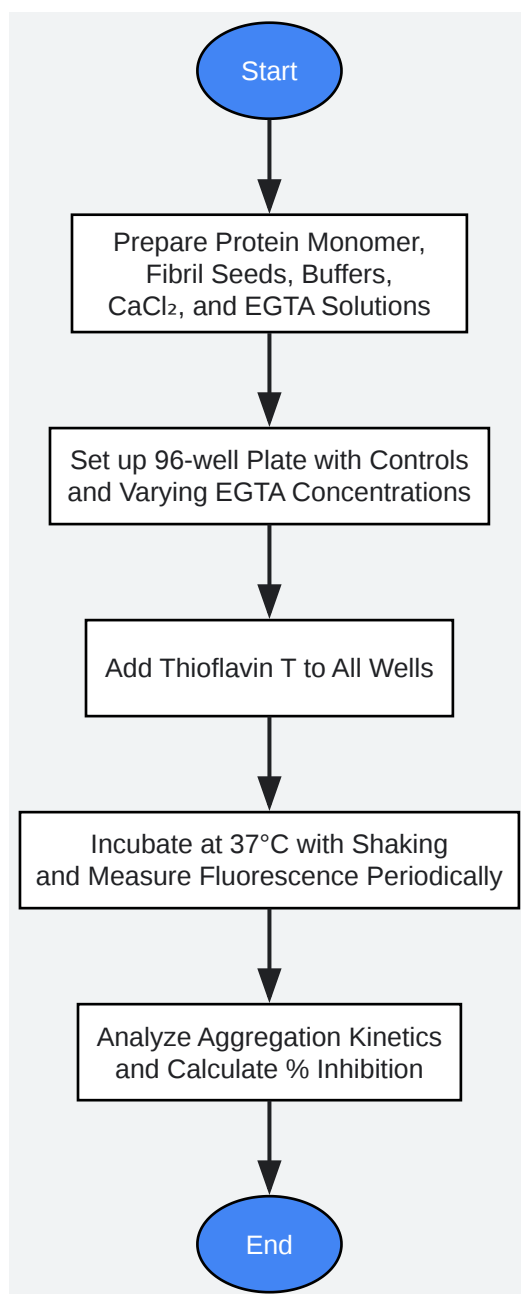 Start
Prepare Protein Monomer,
Fibril Seeds, Buffers,
CaCl₂, and EGTA Solutions
Set up 96-well Plate with Controls
and Varying EGTA Concentrations
Add Thioflavin T to All Wells
Incubate at 37°C with Shaking
and Measure Fluorescence Periodically
Analyze Aggregation Kinetics
and Calculate % Inhibition
End